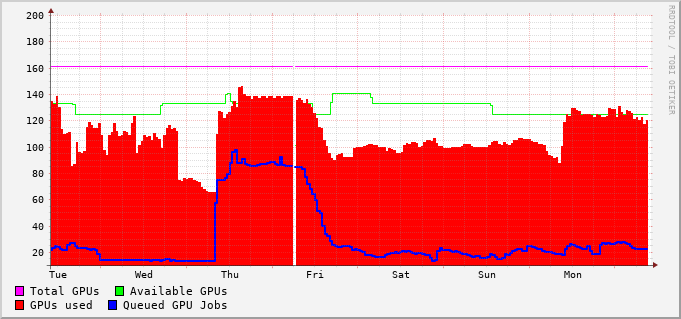 200
180
160
140
120
100
80
60
40
20
Tue Wed Thu Fri Sat Sun Mon
Total GPUs Available GPUs
GPUs used Queued GPU Jobs
RRDTOOL / TOBI OETIKER